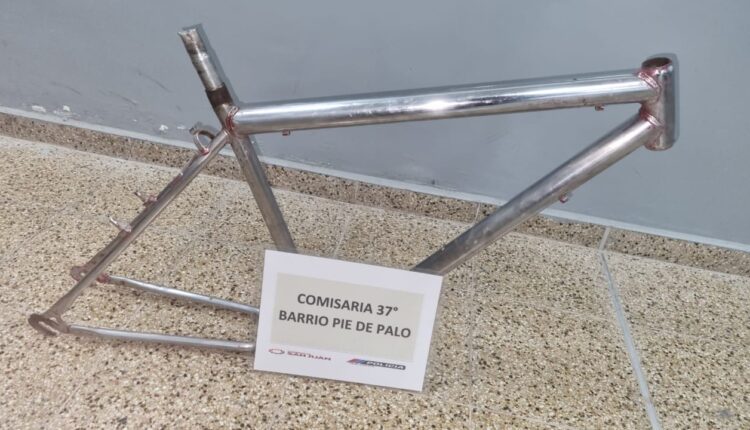 COMISARIA 37°
BARRIO PIE DE PALO
SAN JUAN
POLICIA